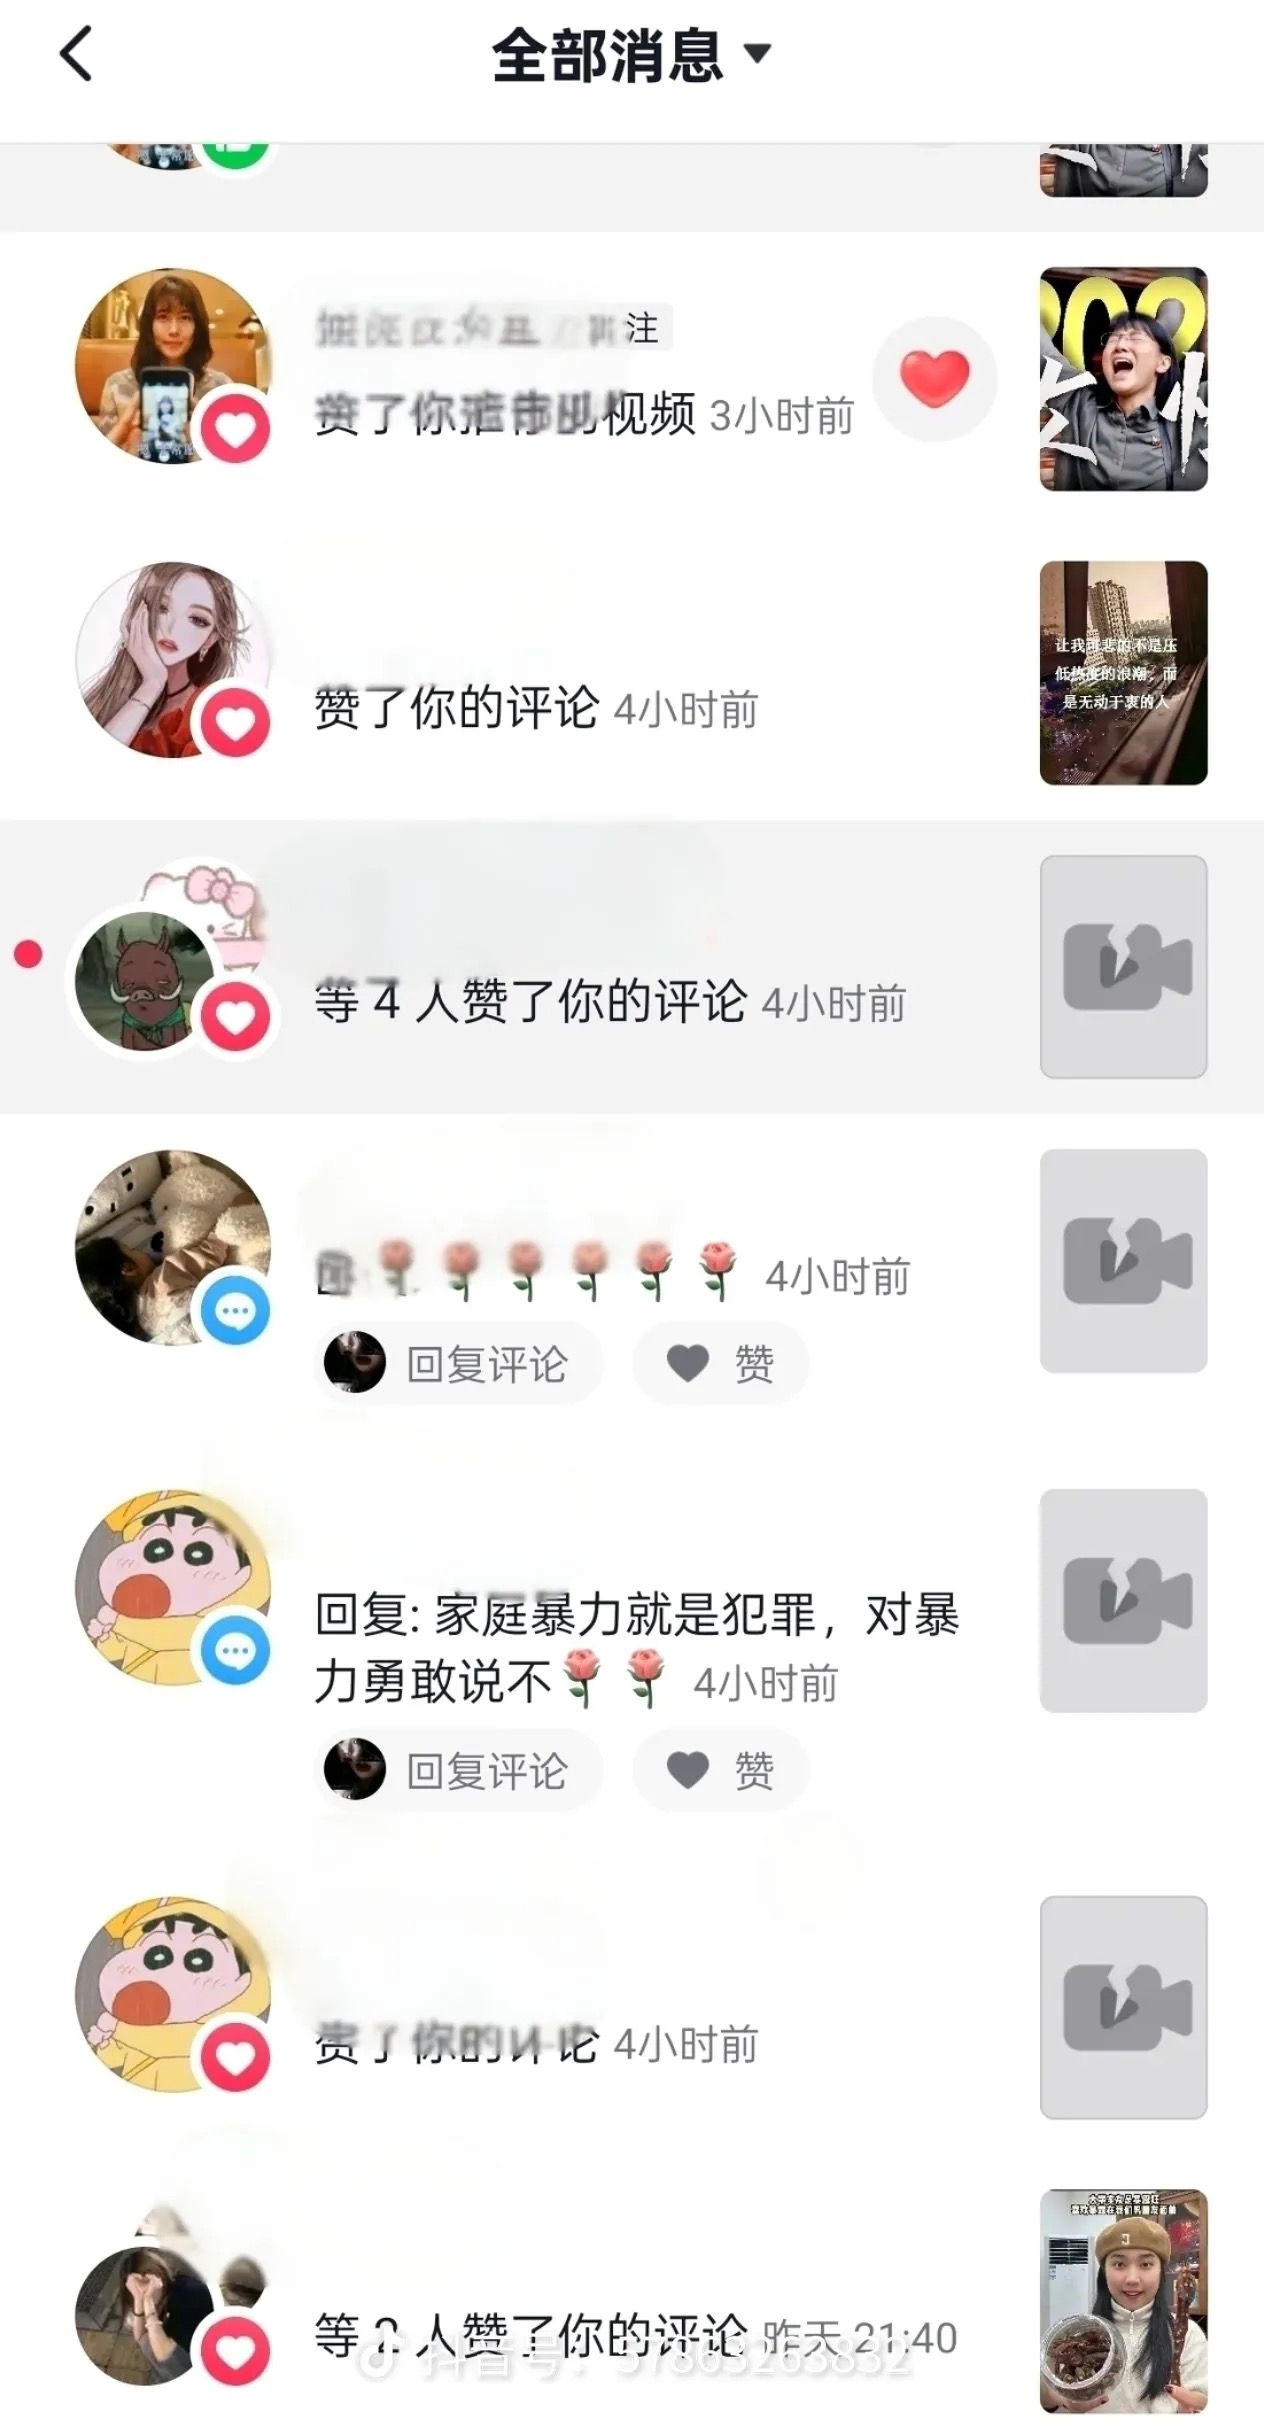 全部消息
注
赞了你 视频 3小时前
赞了你的评论 4小时前
让我可悲的不是压
低热度的浪潮，而
是无动于衷的人
等 4 人赞了你的评论 4小时前
4小时前
回复评论 赞
回复: 家庭暴力就是犯罪，对暴
力勇敢说不🌹🌹 4小时前
回复评论 赞
赞了你的评论 4小时前
等 2 人赞了你的评论 昨天 21:40
抖音号: 57863263832